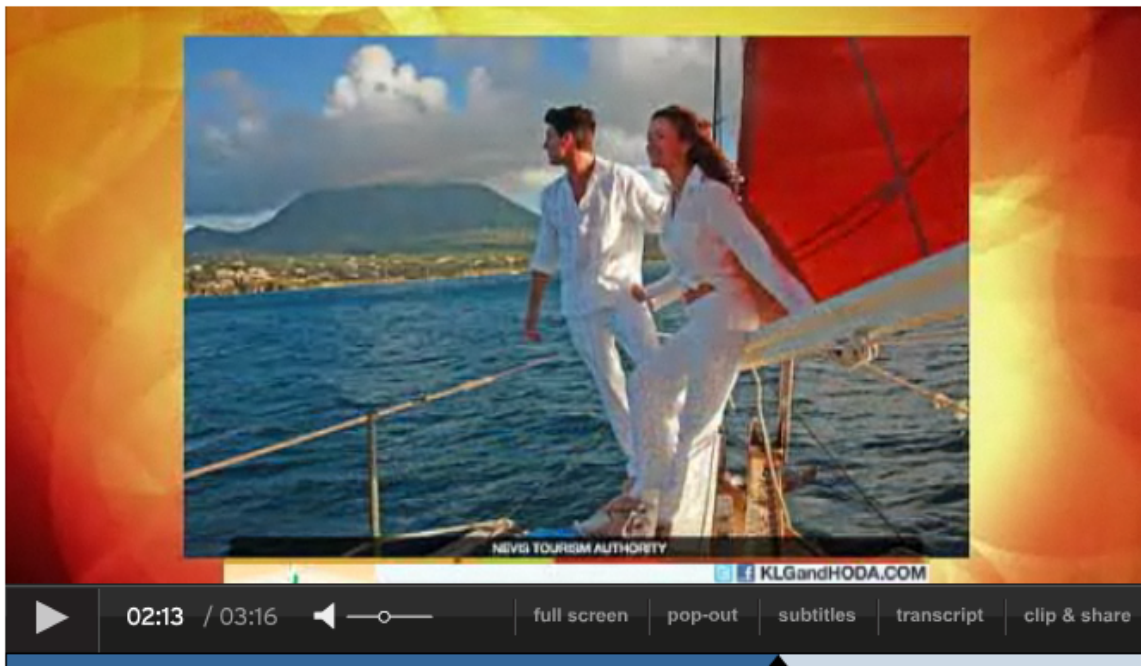 NEVIS TOURISM AUTHORITY
KLGandHODA.COM
02:13 / 03:16 full screen pop-out subtitles transcript clip & share